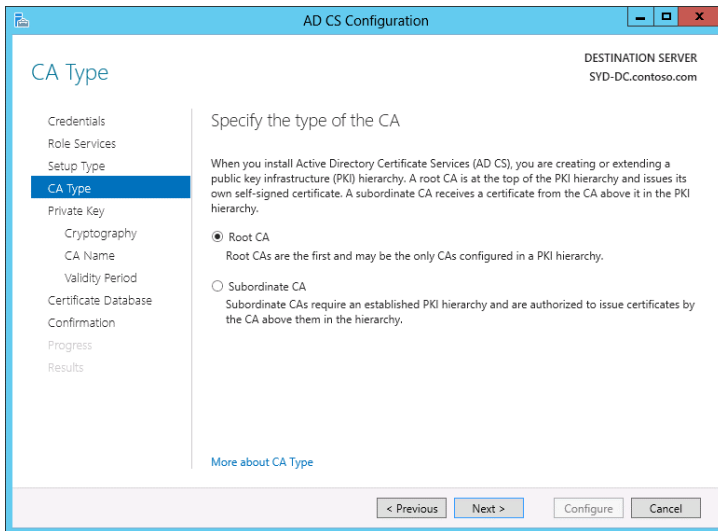 AD CS Configuration
DESTINATION SERVER
SYD-DC.contoso.com
CA Type
Credentials
Role Services
Setup Type
CA Type
Private Key
Cryptography
CA Name
Validity Period
Certificate Database
Confirmation
Progress
Results
Specify the type of the CA
When you install Active Directory Certificate Services (AD CS), you are creating or extending a
public key infrastructure (PKI) hierarchy. A root CA is at the top of the PKI hierarchy and issues its
own self-signed certificate. A subordinate CA receives a certificate from the CA above it in the PKI
hierarchy.
Root CA
Root CAs are the first and may be the only CAs configured in a PKI hierarchy.
Subordinate CA
Subordinate CAs require an established PKI hierarchy and are authorized to issue certificates by
the CA above them in the hierarchy.
More about CA Type
< Previous
Next >
Configure
Cancel